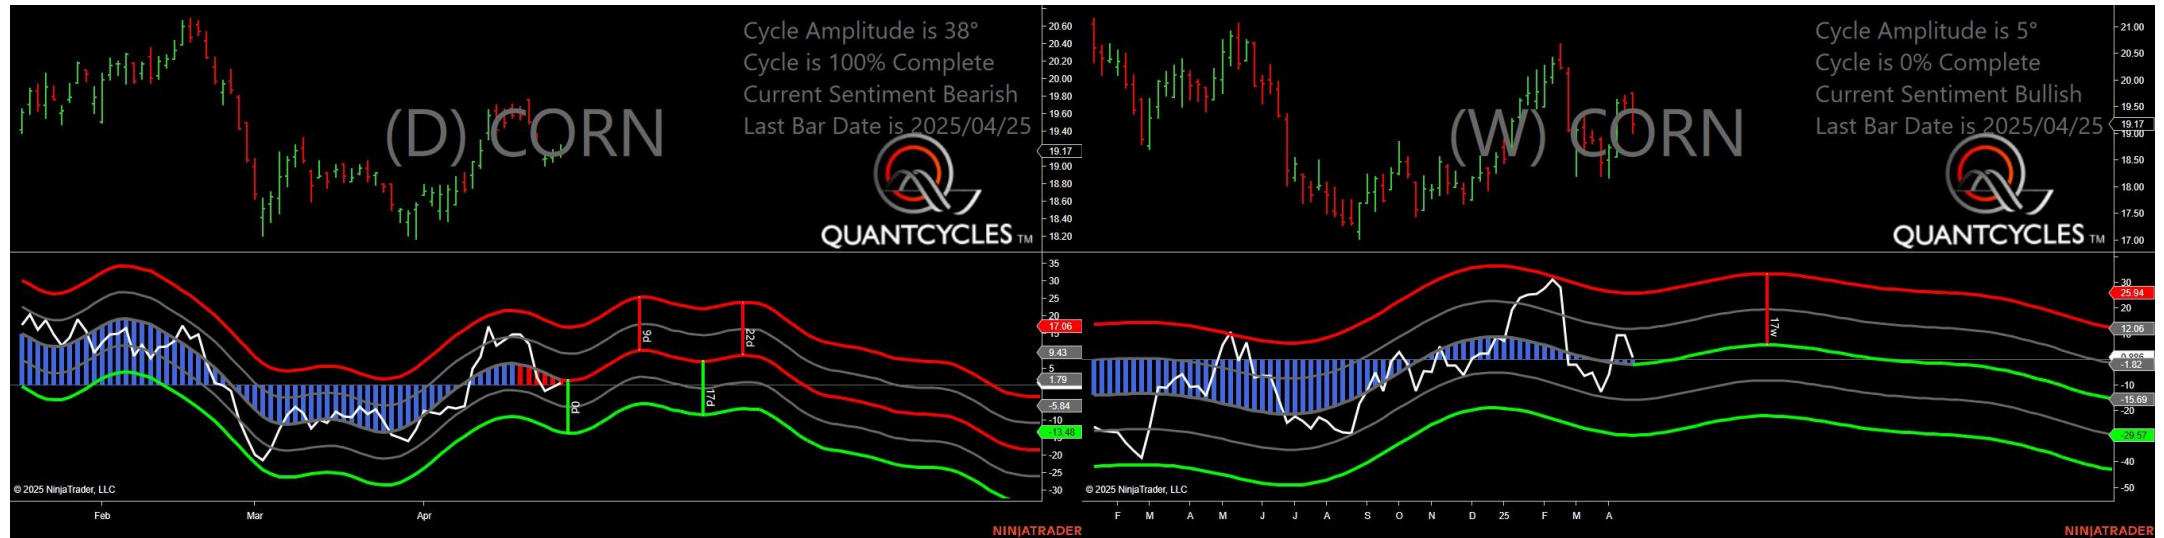 Cycle Amplitude is 38°
Cycle is 100% Complete
Current Sentiment Bearish
Last Bar Date is 2025/04/25
(D) CORN
QUANTCYCLES TM
20.60
20.40
20.20
20.00
19.80
19.60
19.40
19.17
19.00
18.80
18.60
18.40
18.20
35
30
25
20
17.06
9.43
5
1.79
-5.84
-10
-13.48
-20
-25
-30
0d
9d
17d
22d
© 2025 NinjaTrader, LLC
Feb
Mar
Apr
NINJATRADER
Cycle Amplitude is 5°
Cycle is 0% Complete
Current Sentiment Bullish
Last Bar Date is 2025/04/25
(W) CORN
QUANTCYCLES TM
21.00
20.50
20.00
19.50
19.17
19.00
18.50
18.00
17.50
17.00
30
25.94
20
12.06
-1.82
-10
-15.69
-20
-29.57
-40
-50
17w
© 2025 NinjaTrader, LLC
F M A M J J A S O N D 25 F M A
NINJATRADER